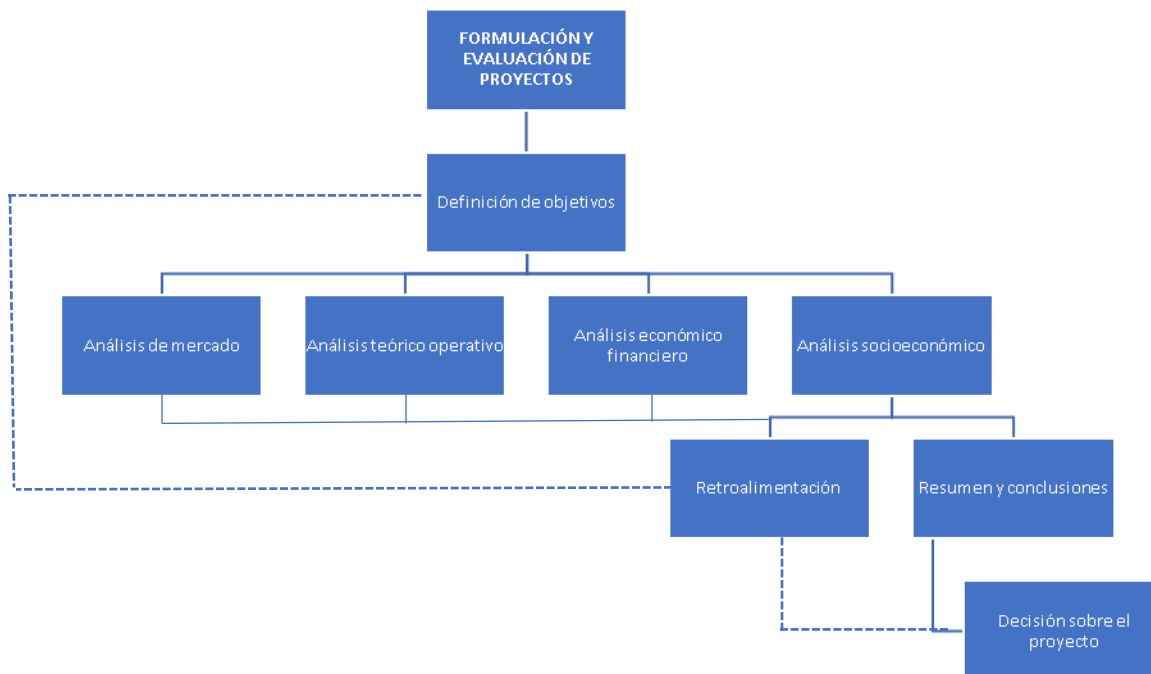 FORMULACIÓN Y
EVALUACIÓN DE
PROYECTOS
Definición de objetivos
Análisis de mercado
Análisis teórico operativo
Análisis económico
financiero
Análisis socioeconómico
Retroalimentación
Resumen y conclusiones
Decisión sobre el
proyecto